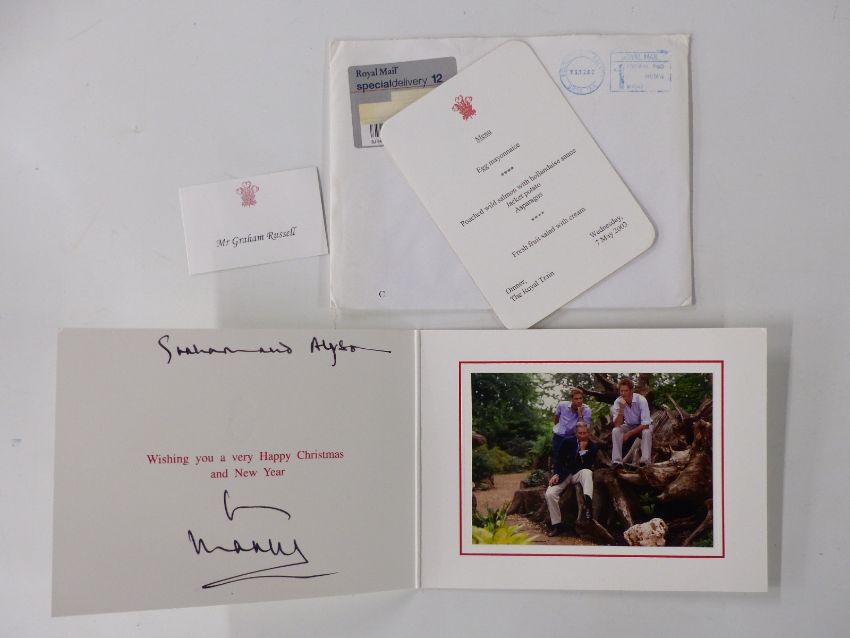 Royal Mail
specialdelivery 12
Menu
Egg mayonnaise
****
Poached wild salmon with hollandaise sauce
Jacket potato
Asparagus
****
Fresh fruit salad with cream
Wednesday,
7 May 2003
Dinner,
The Royal Train
C
Mr Graham Russell
Graham and Alyson
Wishing you a very Happy Christmas
and New Year